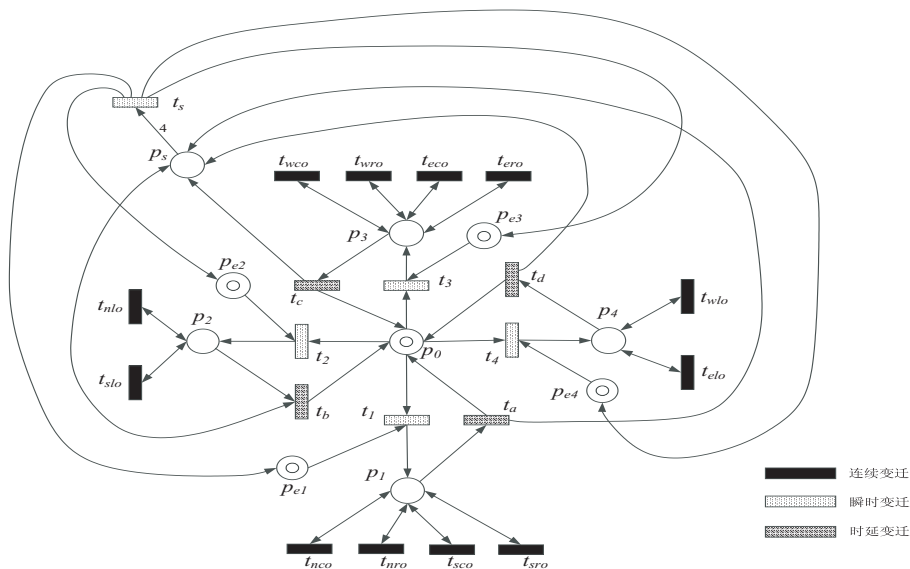 t_s
4
p_s
t_wco t_wro t_eco t_ero
p_e3
p_3
p_e2
t_c t_3 t_d
t_nlo p_2 p_4 t_wlo
t_2 p_0 t_4
t_slo t_elo
p_e4
t_b t_1 t_a
p_e1 p_1
连续变迁
瞬时变迁
时延变迁
t_nco t_nro t_sco t_sro